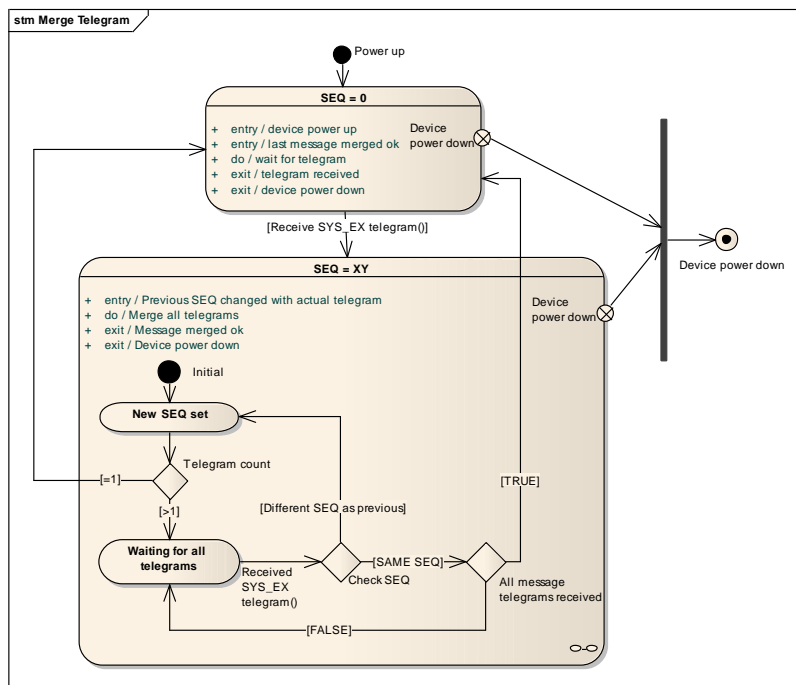 stm Merge Telegram
Power up
SEQ = 0
+ entry / device power up
+ entry / last message merged ok
+ do / wait for telegram
+ exit / telegram received
+ exit / device power down
Device
power down
[Receive SYS_EX telegram()]
Device power down
SEQ = XY
+ entry / Previous SEQ changed with actual telegram
+ do / Merge all telegrams
+ exit / Message merged ok
+ exit / Device power down
Device
power down
Initial
New SEQ set
Telegram count
[=1]
[>1]
[Different SEQ as previous]
[TRUE]
Waiting for all
telegrams
Received
SYS_EX
telegram()
Check SEQ
[SAME SEQ]
All message
telegrams received
[FALSE]